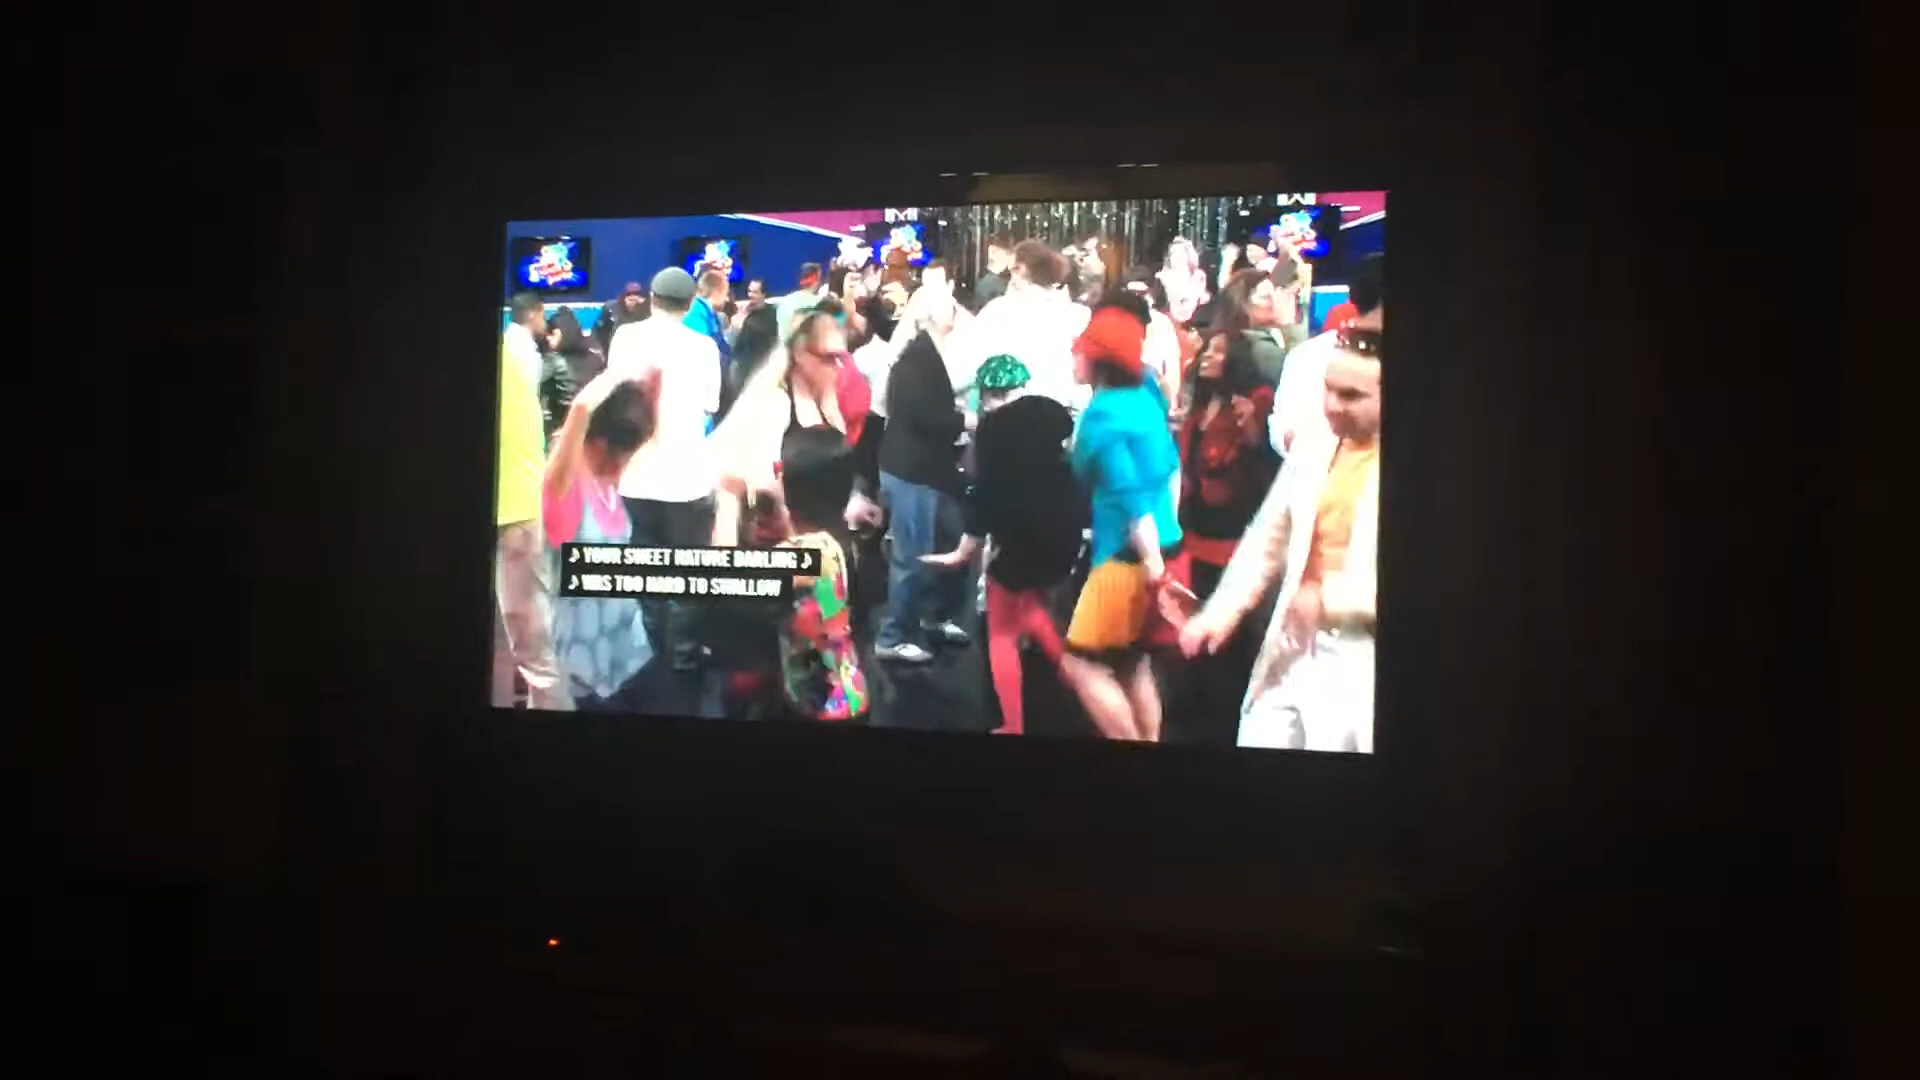 ♪ YOUR SWEET NATURE DARLING ♪
♪ WAS TOO HARD TO SWALLOW